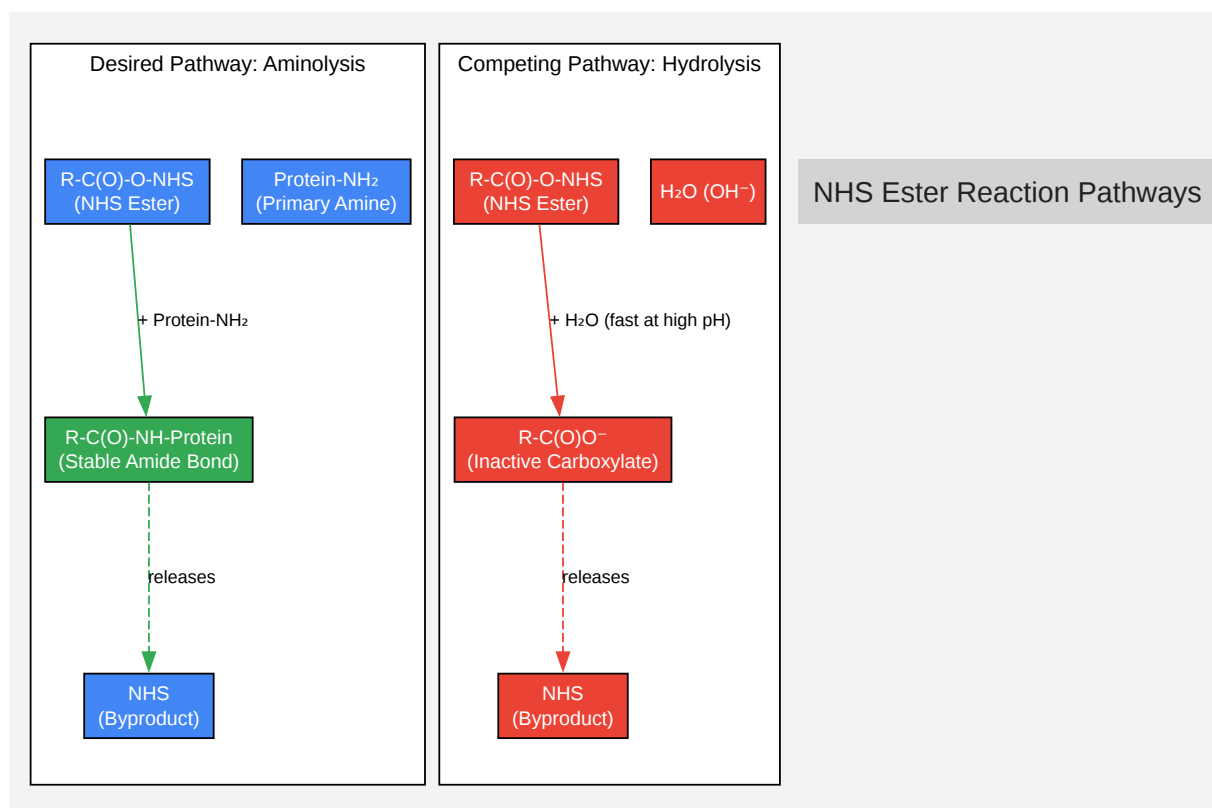 Desired Pathway: Aminolysis
R-C(O)-O-NHS
(NHS Ester)
Protein-NH₂
(Primary Amine)
+ Protein-NH₂
R-C(O)-NH-Protein
(Stable Amide Bond)
releases
NHS
(Byproduct)
Competing Pathway: Hydrolysis
R-C(O)-O-NHS
(NHS Ester)
H₂O (OH⁻)
+ H₂O (fast at high pH)
R-C(O)O⁻
(Inactive Carboxylate)
releases
NHS
(Byproduct)
NHS Ester Reaction Pathways